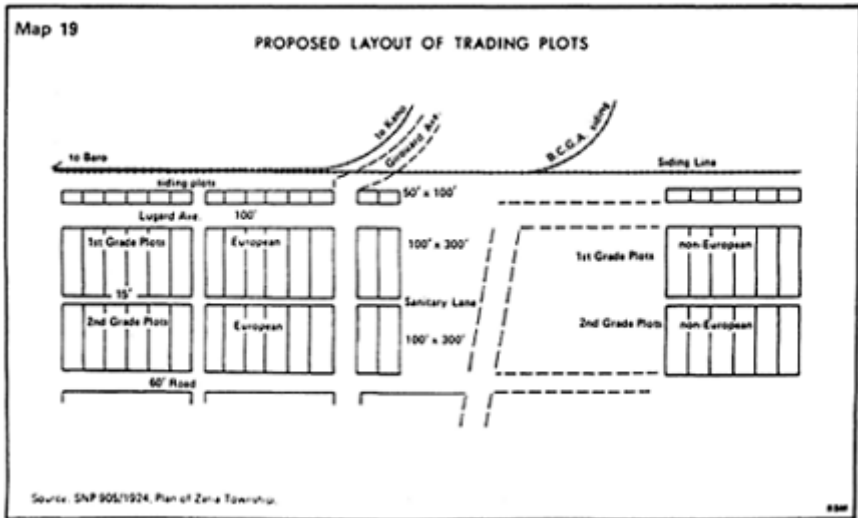 Map 19
PROPOSED LAYOUT OF TRADING PLOTS
to Kano
Girouard Ave.
B.C.G.A. siding
to Baro
Siding Line
siding plots
50' x 100'
Lugard Ave. 100'
1st Grade Plots
European
100' x 300'
1st Grade Plots
non-European
15'
Sanitary Lane
2nd Grade Plots
European
100' x 300'
2nd Grade Plots
non-European
60' Road
Source: SNP 905/1924, Plan of Zaria Township.